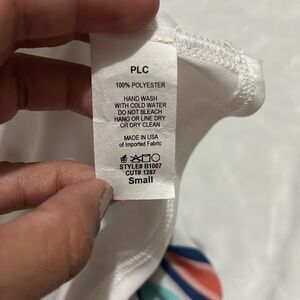 PLC
100% POLYESTER
HAND WASH
WITH COLD WATER
DO NOT BLEACH
HANG OR LINE DRY
OR DRY CLEAN
MADE IN USA
of Imported Fabric
STYLE# B1007
CUT# 1287
Small